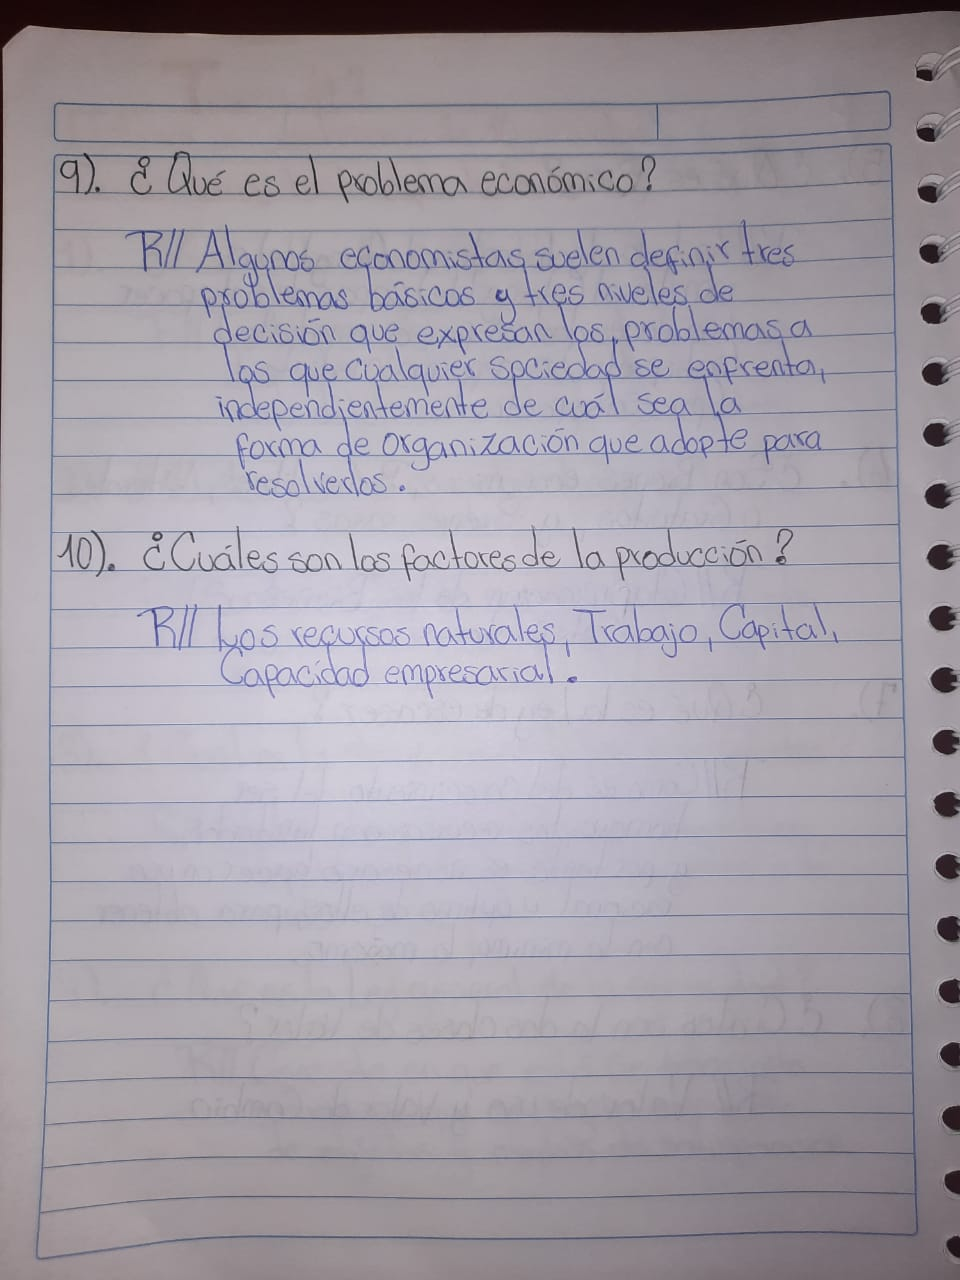 9). ¿Qué es el problema económico?
R// Algunos economistas suelen definir tres
problemas básicos y tres niveles de
decisión que expresan los problemas a
los que cualquier sociedad se enfrenta,
independientemente de cuál sea la
forma de organización que adopte para
resolverlos.
10). ¿Cuáles son los factores de la producción?
R// Los recursos naturales, Trabajo, Capital,
Capacidad empresarial.